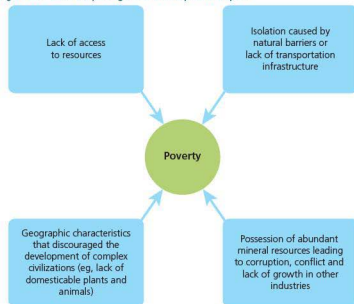 Lack of access
to resources
Isolation caused by
natural barriers or
lack of transportation
infrastructure
Poverty
Geographic characteristics
that discouraged the
development of complex
civilizations (eg, lack of
domesticable plants and
animals)
Possession of abundant
mineral resources leading
to corruption, conflict and
lack of growth in other
industries